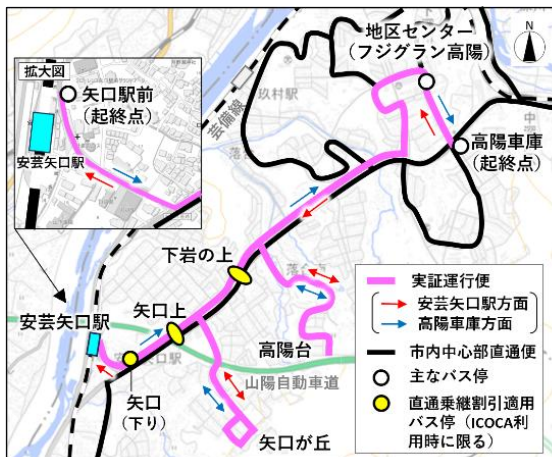 拡大図
矢口駅前
(起終点)
安芸矢口駅
地区センター
(フジグラン高陽)
N
玖村駅
芸備線
高陽車庫
(起終点)
下岩の上
安芸矢口駅
矢口上
高陽台
山陽自動車道
矢口
(下り)
矢口が丘
実証運行便
安芸矢口駅方面
高陽車庫方面
市内中心部直通便
主なバス停
直通乗継割引適用
バス停(ICOCA利
用時に限る)